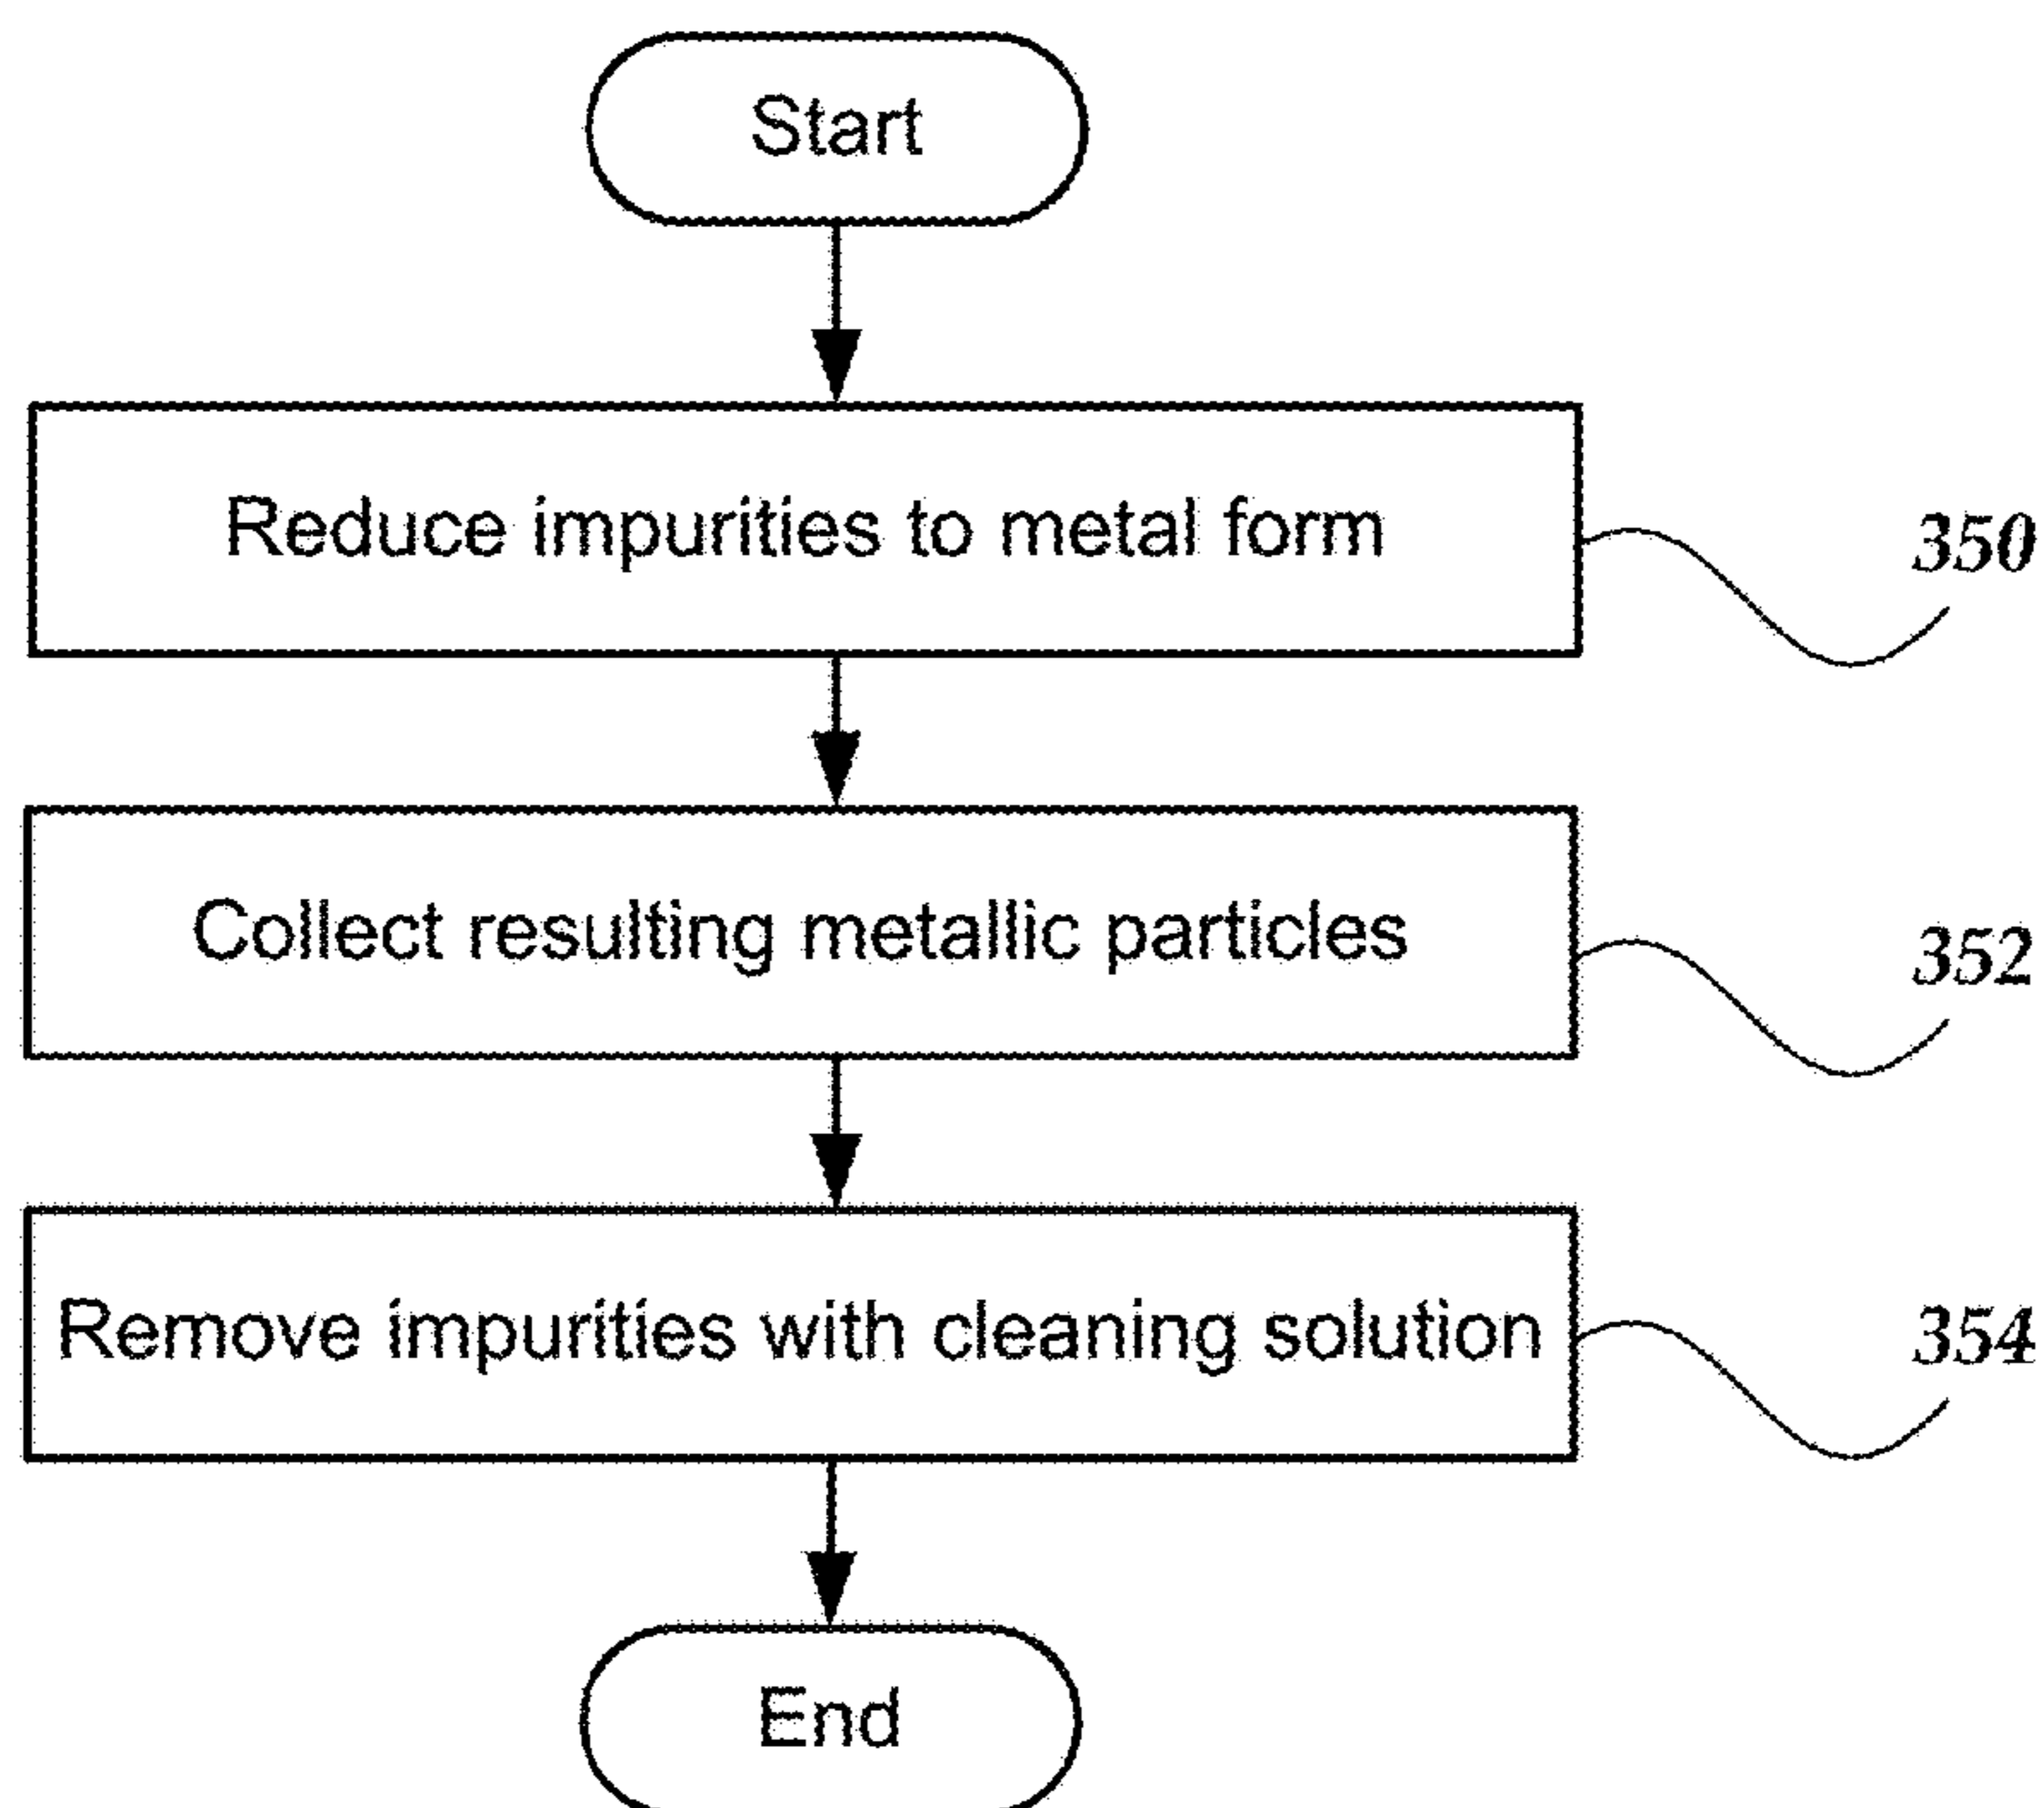 Start
Reduce impurities to metal form
350
Collect resulting metallic particles
352
Remove impurities with cleaning solution
354
End